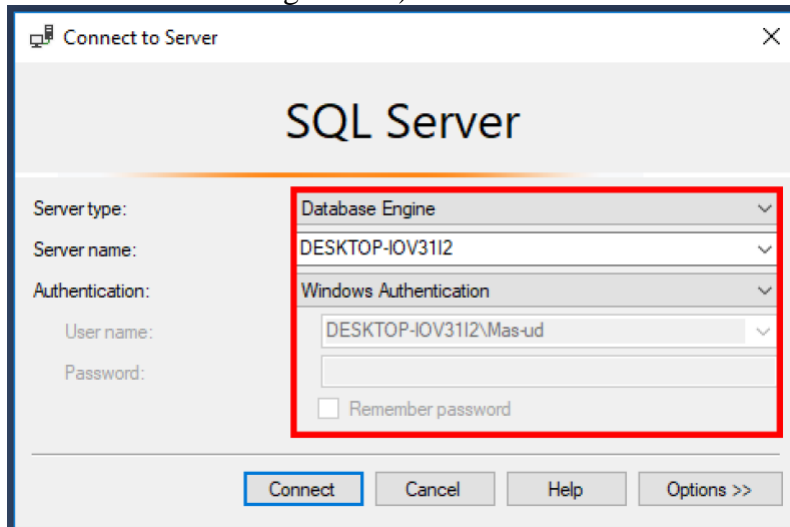 Connect to Server
SQL Server
Server type: Database Engine
Server name: DESKTOP-IOV31I2
Authentication: Windows Authentication
User name: DESKTOP-IOV31I2\Mas-ud
Password:
Remember password
Connect Cancel Help Options >>